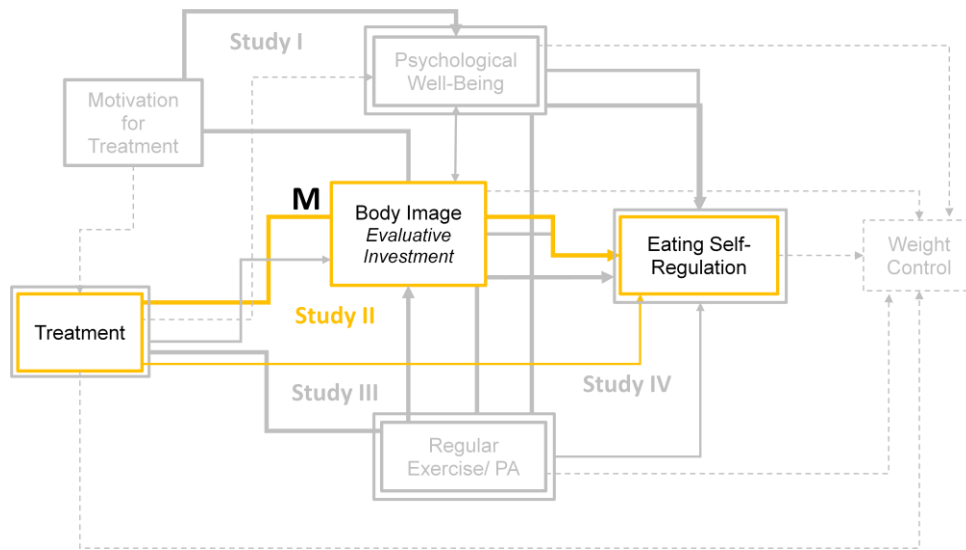 Study I
Psychological
Well-Being
Motivation
for
Treatment
M
Body Image
Evaluative
Investment
Eating Self-
Regulation
Weight
Control
Treatment
Study II
Study III
Study IV
Regular
Exercise/ PA